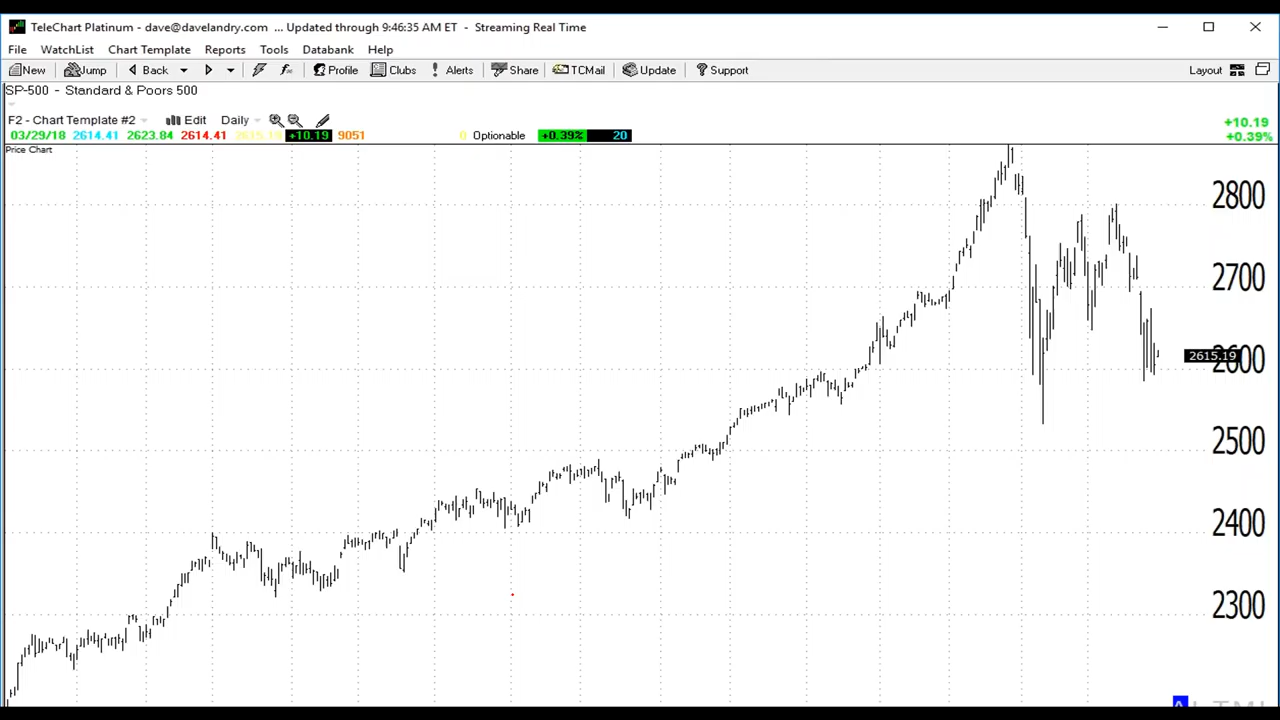 TeleChart Platinum - dave@davelandry.com ... Updated through 9:46:35 AM ET - Streaming Real Time
File WatchList Chart Template Reports Tools Databank Help
New Jump Back Profile Clubs Alerts Share TCMail Update Support Layout
SP-500 - Standard & Poors 500
F2 - Chart Template #2 Edit Daily
+10.19
03/29/18 2614.41 2623.84 2614.41 2615.19 +10.19 9051 0 Optionable +0.39% 20
+0.39%
Price Chart
2800
2700
2615.19
2600
2500
2400
2300